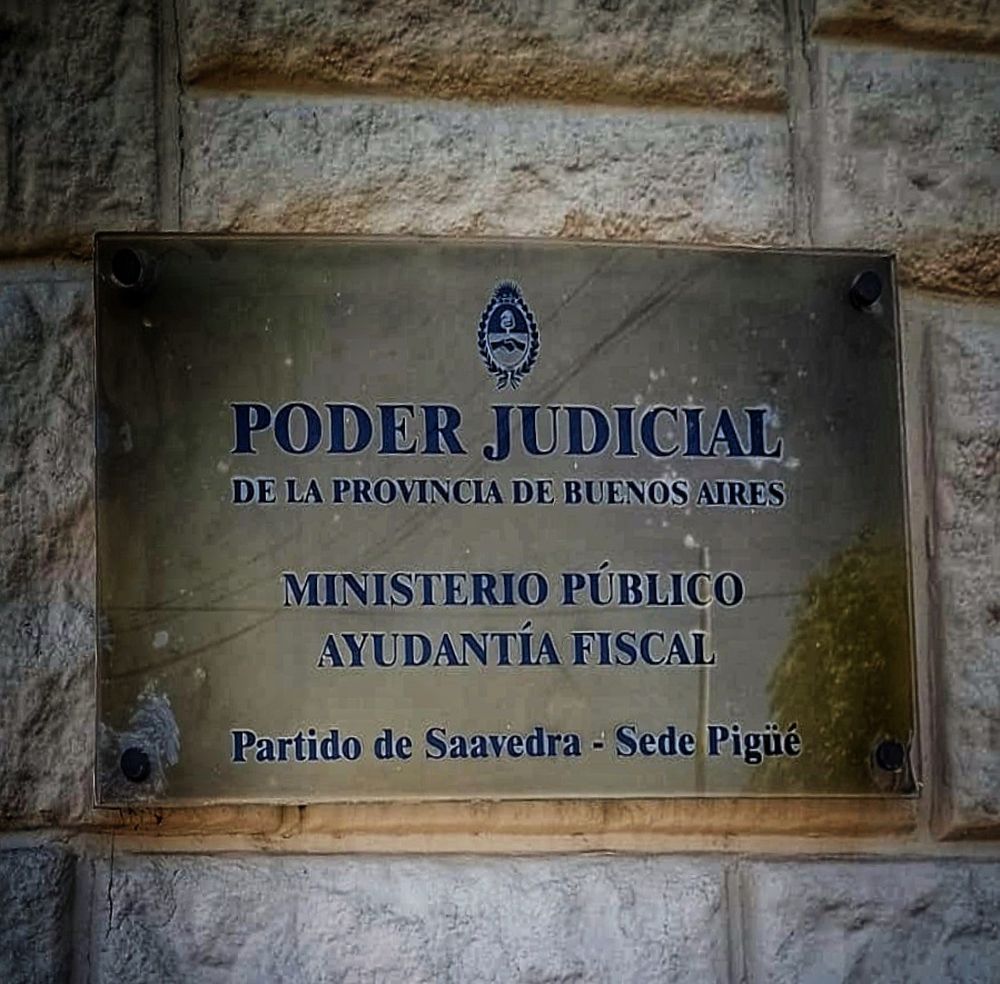 PODER JUDICIAL
DE LA PROVINCIA DE BUENOS AIRES
MINISTERIO PÚBLICO
AYUDANTÍA FISCAL
Partido de Saavedra - Sede Pigüé